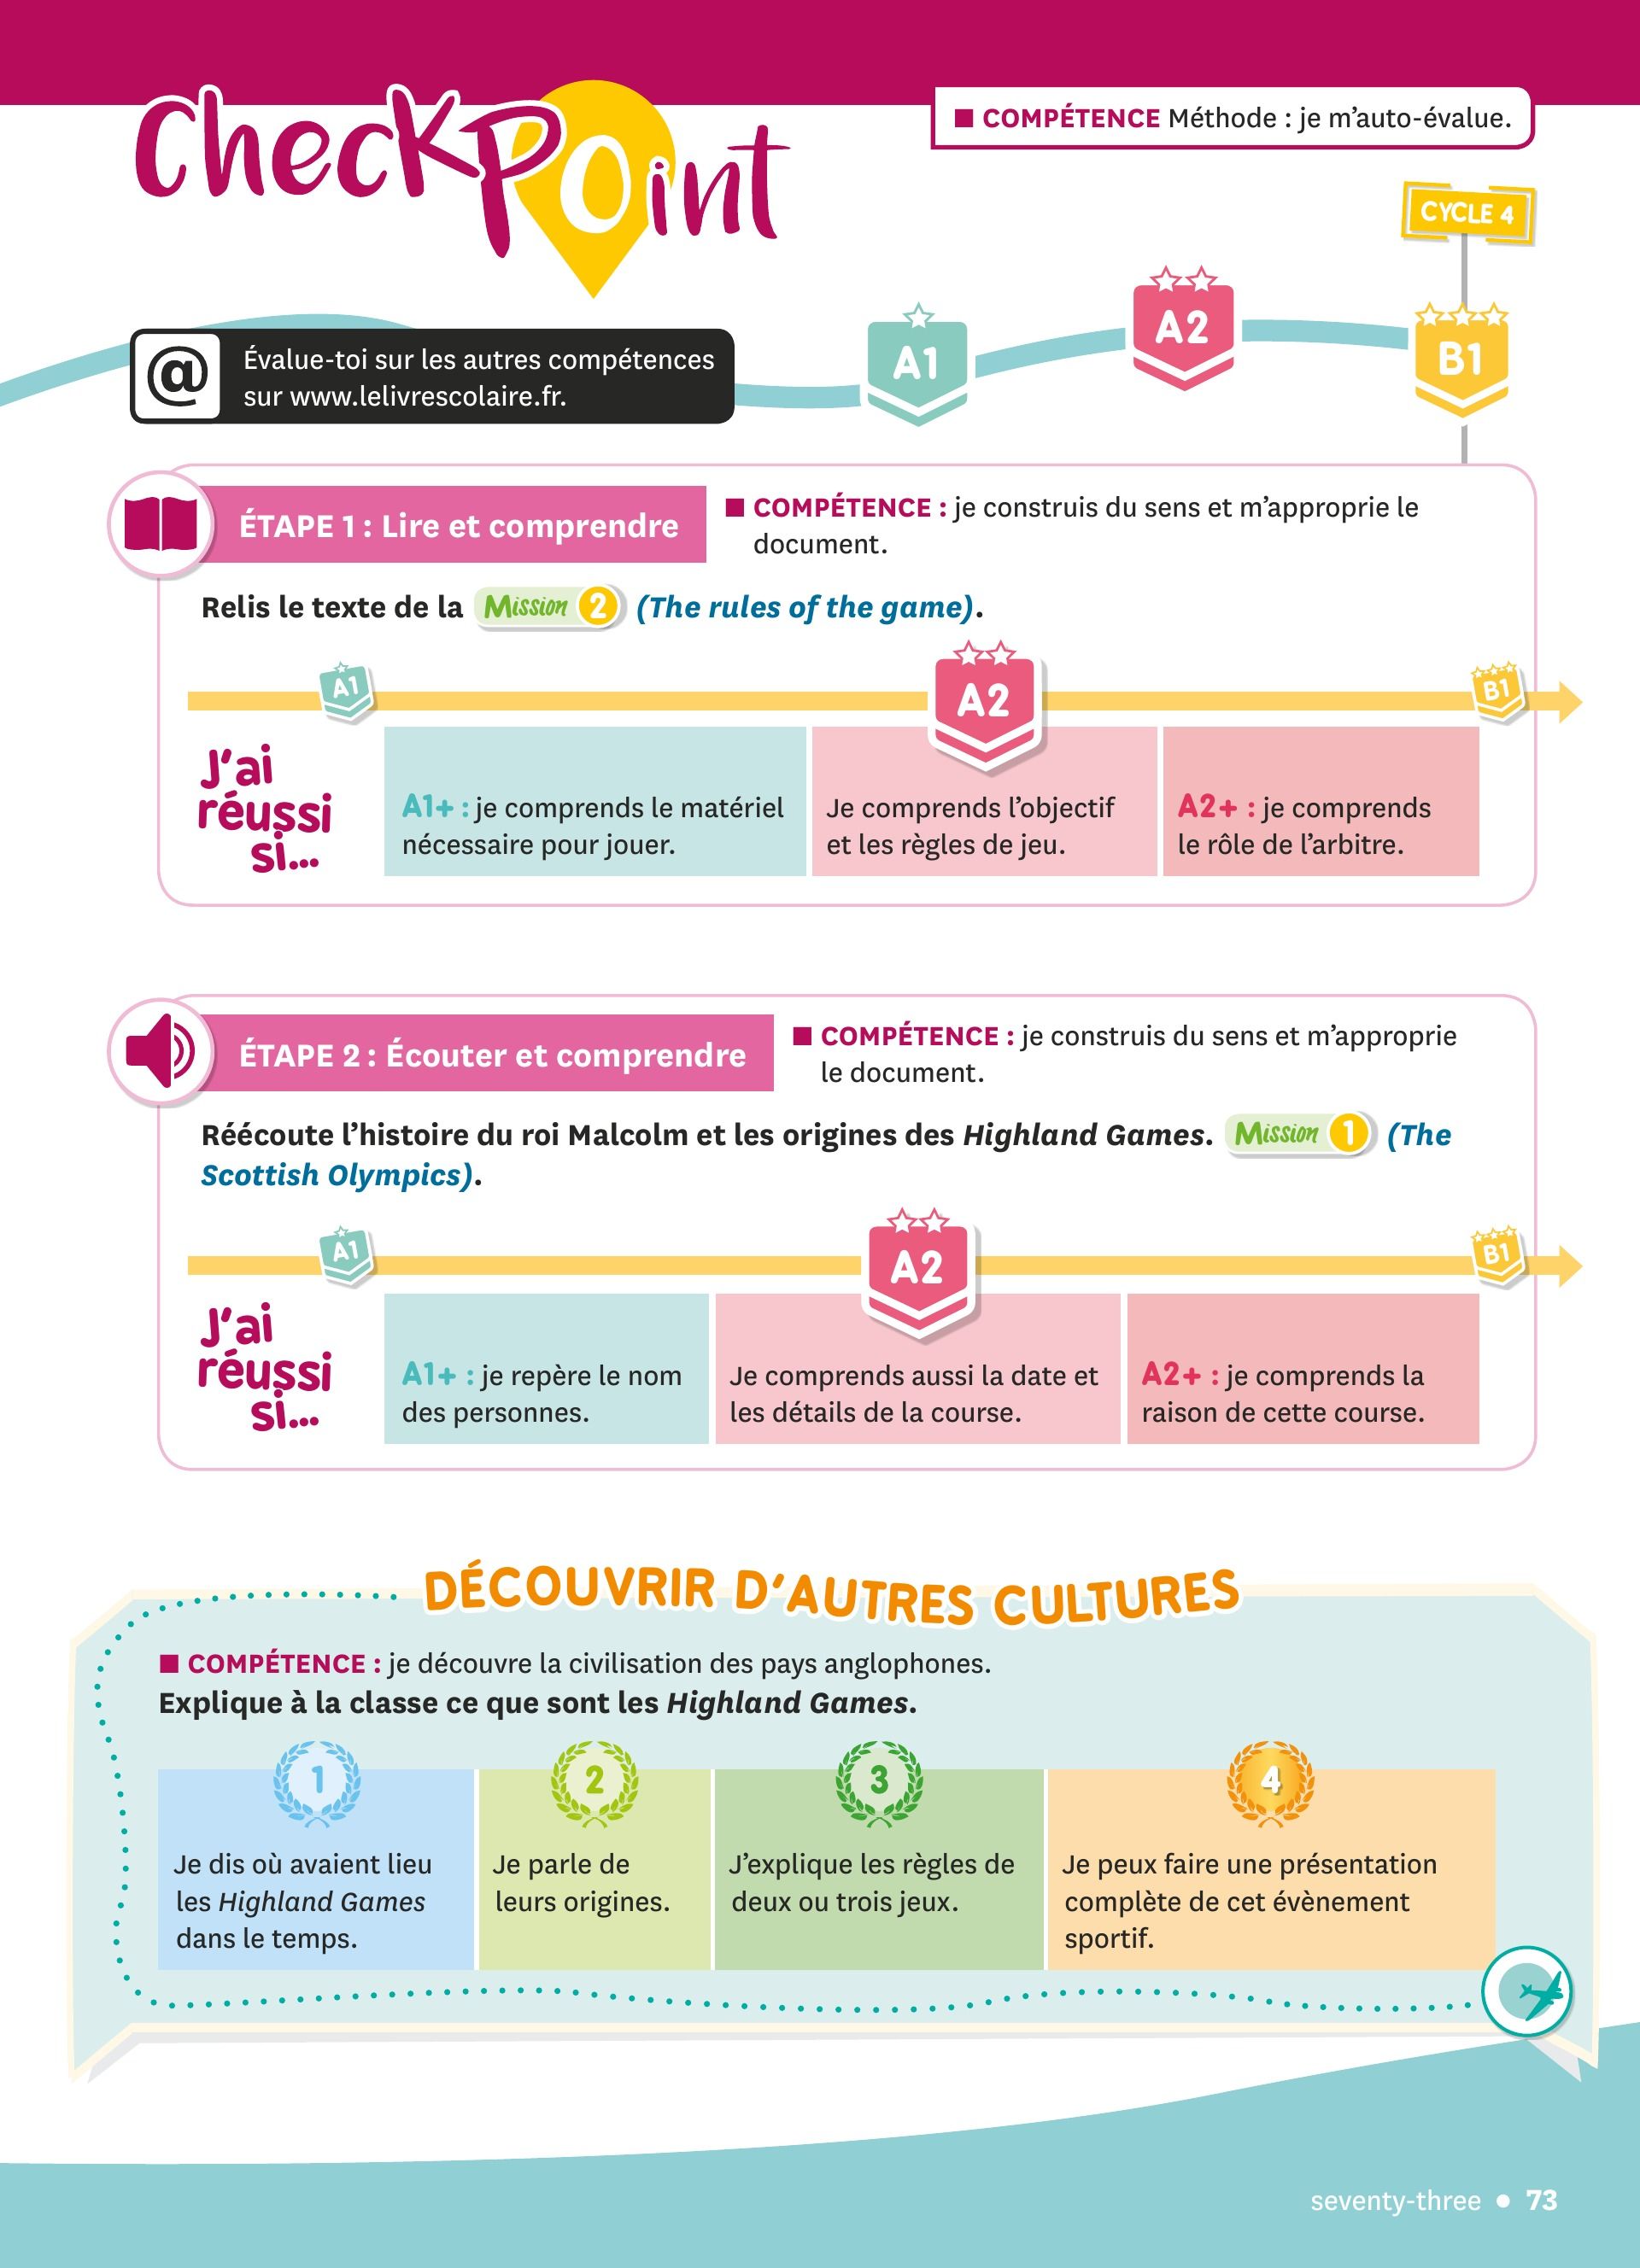 CheckPoint
■ COMPÉTENCE Méthode : je m'auto-évalue.
CYCLE 4
A1
A2
B1
@
Évalue-toi sur les autres compétences
sur www.lelivrescolaire.fr.
ÉTAPE 1 : Lire et comprendre
■ COMPÉTENCE : je construis du sens et m'approprie le
document.
Relis le texte de la Mission 2 (The rules of the game).
A1
A2
B1
J'ai
réussi
si...
A1+ : je comprends le matériel
nécessaire pour jouer.
Je comprends l'objectif
et les règles de jeu.
A2+ : je comprends
le rôle de l'arbitre.
ÉTAPE 2 : Écouter et comprendre
■ COMPÉTENCE : je construis du sens et m'approprie
le document.
Réécoute l'histoire du roi Malcolm et les origines des Highland Games. Mission 1 (The
Scottish Olympics).
A1
A2
B1
J'ai
réussi
si...
A1+ : je repère le nom
des personnes.
Je comprends aussi la date et
les détails de la course.
A2+ : je comprends la
raison de cette course.
DÉCOUVRIR D'AUTRES CULTURES
■ COMPÉTENCE : je découvre la civilisation des pays anglophones.
Explique à la classe ce que sont les Highland Games.
1
Je dis où avaient lieu
les Highland Games
dans le temps.
2
Je parle de
leurs origines.
3
J'explique les règles de
deux ou trois jeux.
4
Je peux faire une présentation
complète de cet évènement
sportif.
seventy-three • 73